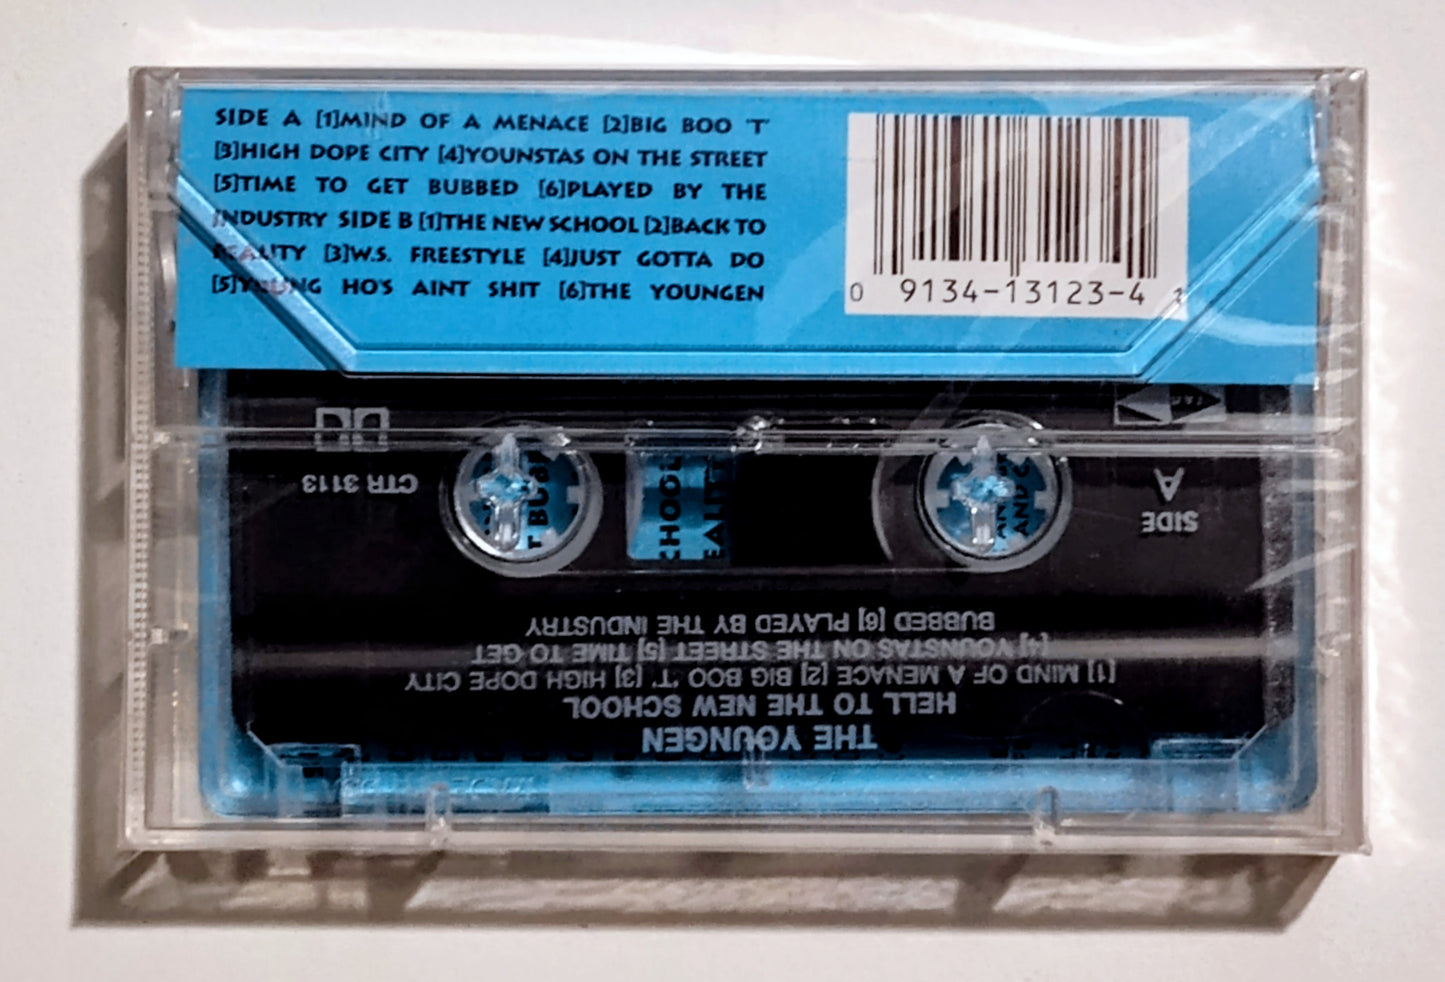 SIDE A [1]MIND OF A MENACE [2]BIG BOO 'T'
[3]HIGH DOPE CITY [4]YOUNSTAS ON THE STREET
[5]TIME TO GET BUBBED [6]PLAYED BY THE
INDUSTRY SIDE B [1]THE NEW SCHOOL [2]BACK TO
REALITY [3]W.S. FREESTYLE [4]JUST GOTTA DO
[5]YOUNG HO'S AINT SHIT [6]THE YOUNGEN
0 9134-13123-4 1
CTR 3113
SIDE
A
THE YOUNGEN
HELL TO THE NEW SCHOOL
[1] MIND OF A MENACE [2] BIG BOO 'T' [3] HIGH DOPE CITY
[4] YOUNSTAS ON THE STREET [5] TIME TO GET
BUBBED [6] PLAYED BY THE INDUSTRY